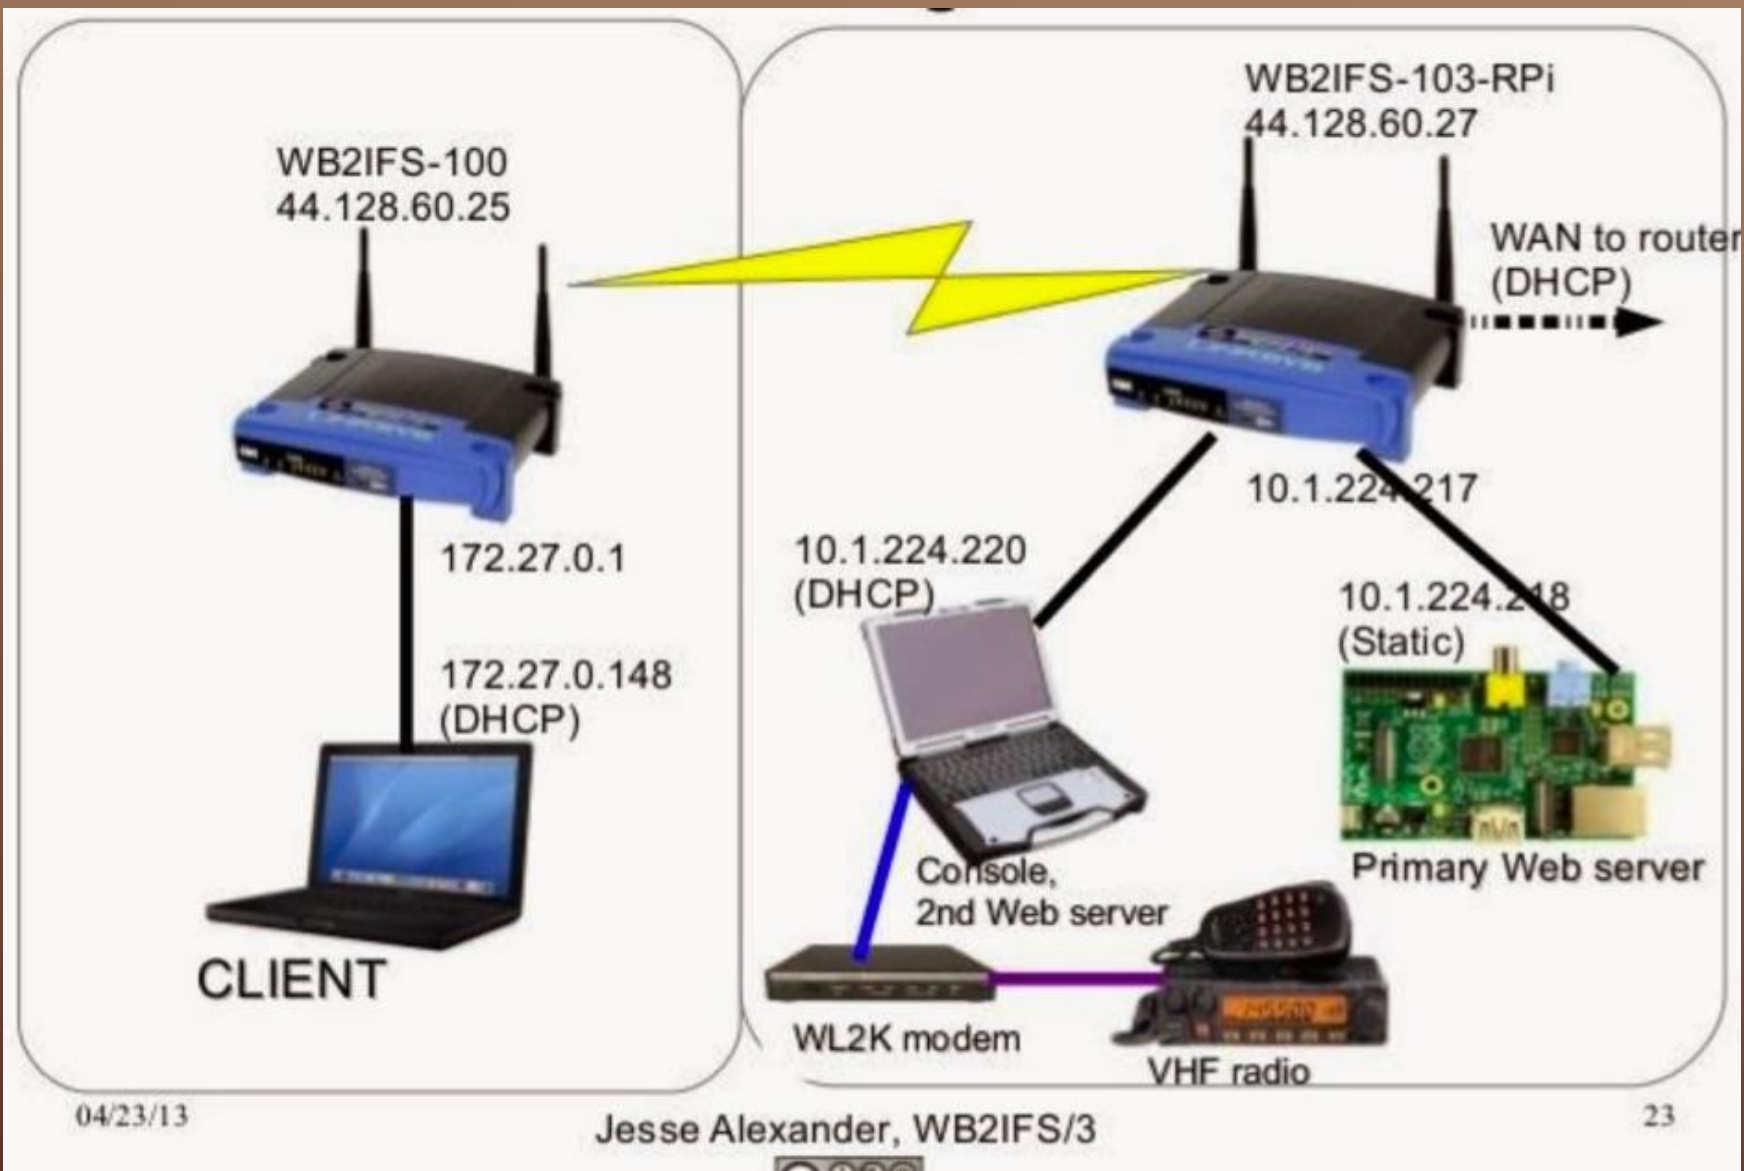 WB2IFS-100
44.128.60.25
WB2IFS-103-RPi
44.128.60.27
WAN to router
(DHCP)
172.27.0.1
172.27.0.148
(DHCP)
CLIENT
10.1.224.217
10.1.224.220
(DHCP)
10.1.224.218
(Static)
Primary Web server
Console,
2nd Web server
WL2K modem
VHF radio
04/23/13
Jesse Alexander, WB2IFS/3
23